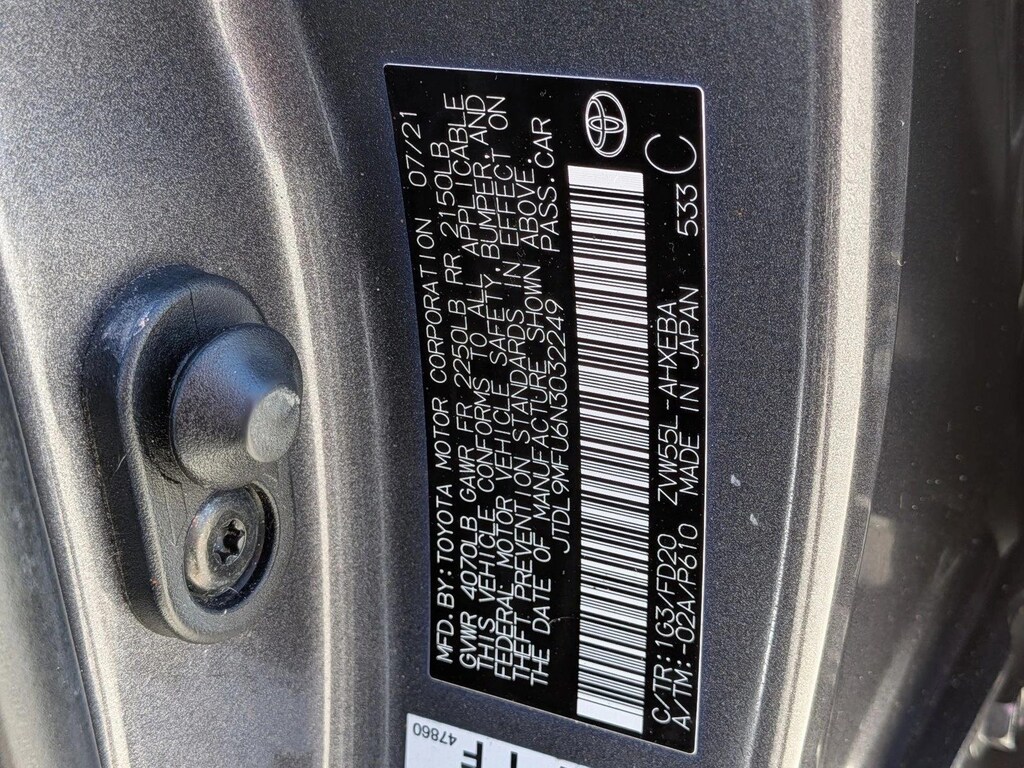 MFD.BY:TOYOTA MOTOR CORPORATION 07/21
GVWR 4070LB GAWR FR 2250LB RR 2150LB
THIS VEHICLE CONFORMS TO ALL APPLICABLE
FEDERAL MOTOR VEHICLE SAFETY,BUMPER,AND
THEFT PREVENTION STANDARDS IN EFFECT ON
THE DATE OF MANUFACTURE SHOWN ABOVE.
JTDL9MFU6N3032249 PASS.CAR
C/TR:1G3/FD20 ZVW55L-AHXEBA
A/TM:-02A/P610 MADE IN JAPAN 533 C
47860